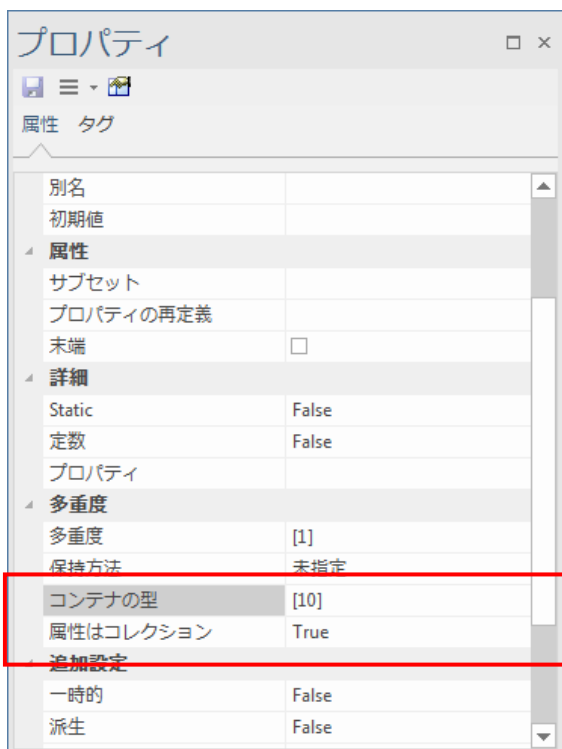 プロパティ
属性 タグ
別名
初期値
属性
サブセット
プロパティの再定義
末端
詳細
Static False
定数 False
プロパティ
多重度
多重度 [1]
保持方法 未指定
コンテナの型 [10]
属性はコレクション True
追加設定
一時的 False
派生 False